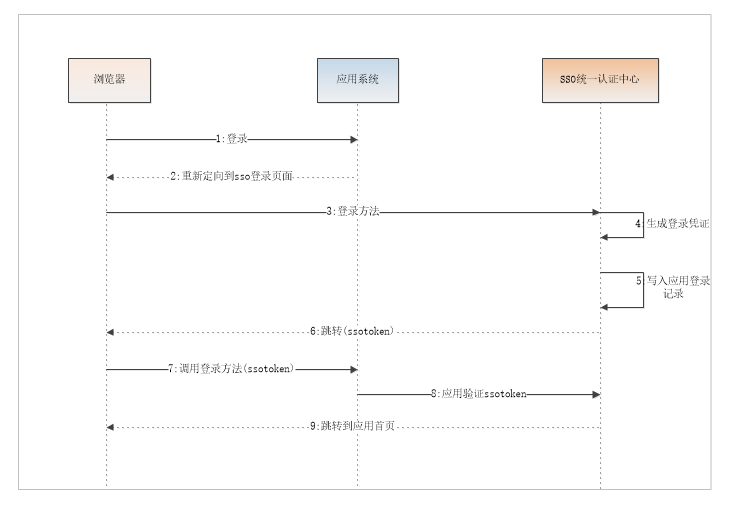 浏览器
应用系统
SSO统一认证中心
1:登录
2:重新定向到sso登录页面
3:登录方法
4:生成登录凭证
5:写入应用登录
记录
6:跳转(ssotoken)
7:调用登录方法(ssotoken)
8:应用验证ssotoken
9:跳转到应用首页